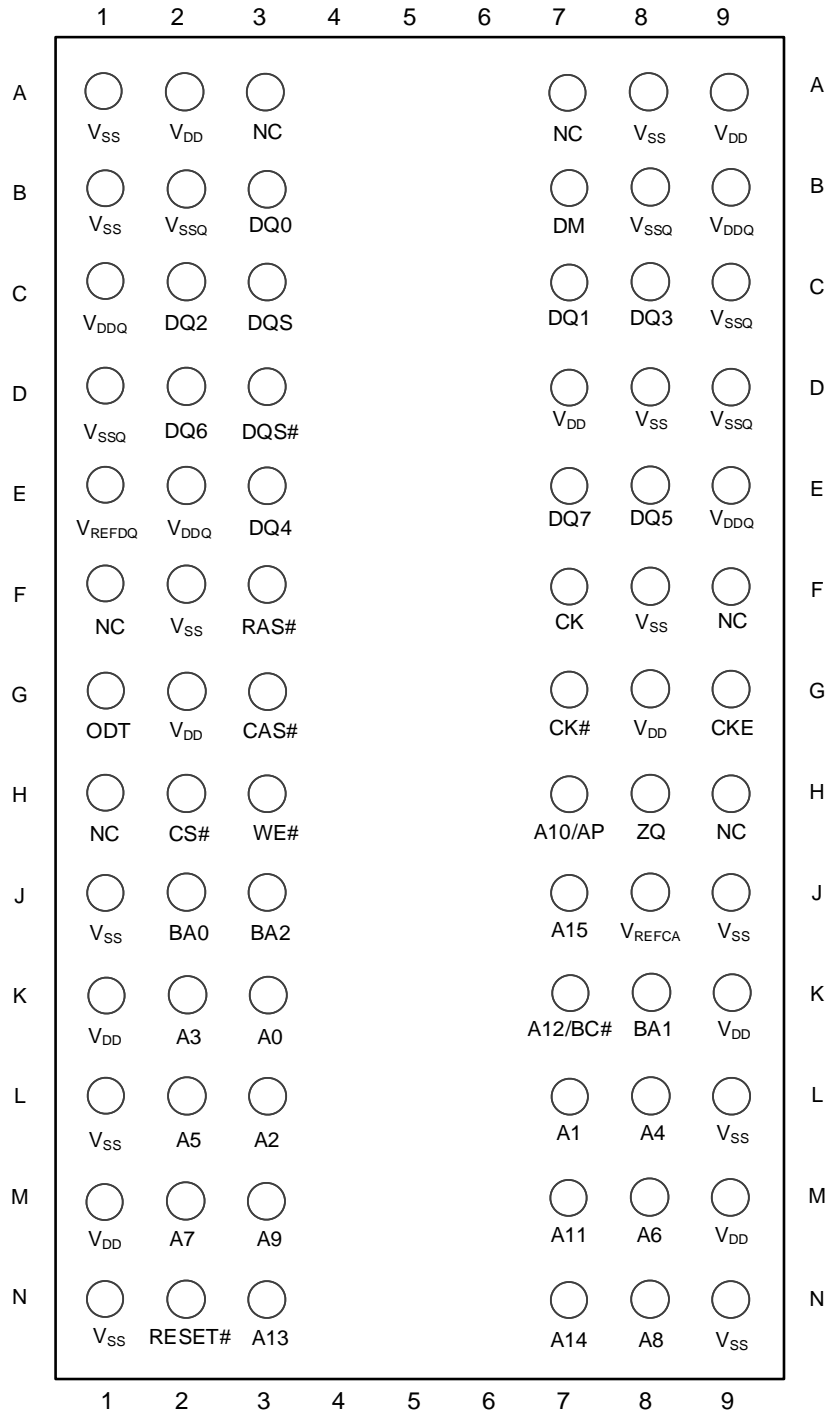 1 2 3 4 5 6 7 8 9
A A
VSS VDD NC NC VSS VDD
B B
VSS VSSQ DQ0 DM VSSQ VDDQ
C C
VDDQ DQ2 DQS DQ1 DQ3 VSSQ
D D
VSSQ DQ6 DQS# VDD VSS VSSQ
E E
VREFDQ VDDQ DQ4 DQ7 DQ5 VDDQ
F F
NC VSS RAS# CK VSS NC
G G
ODT VDD CAS# CK# VDD CKE
H H
NC CS# WE# A10/AP ZQ NC
J J
VSS BA0 BA2 A15 VREFCA VSS
K K
VDD A3 A0 A12/BC# BA1 VDD
L L
VSS A5 A2 A1 A4 VSS
M M
VDD A7 A9 A11 A6 VDD
N N
VSS RESET# A13 A14 A8 VSS
1 2 3 4 5 6 7 8 9